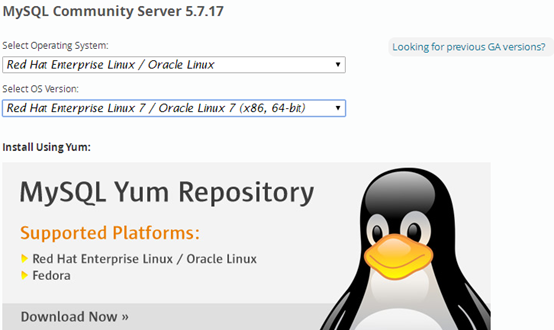 MySQL Community Server 5.7.17
Select Operating System:
Looking for previous GA versions?
Red Hat Enterprise Linux / Oracle Linux
Select OS Version:
Red Hat Enterprise Linux 7 / Oracle Linux 7 (x86, 64-bit)
Install Using Yum:
MySQL Yum Repository
Supported Platforms:
Red Hat Enterprise Linux / Oracle Linux
Fedora
Download Now »